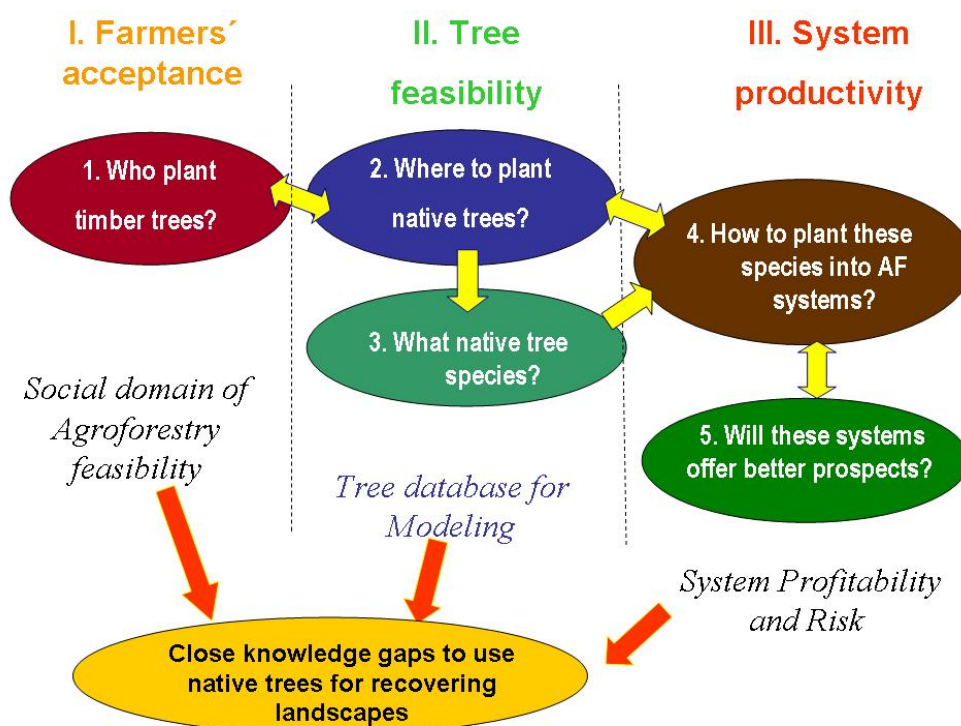 I. Farmers´
acceptance
II. Tree
feasibility
III. System
productivity
1. Who plant
timber trees?
2. Where to plant
native trees?
3. What native tree
species?
4. How to plant these
species into AF
systems?
5. Will these systems
offer better prospects?
Social domain of
Agroforestry
feasibility
Tree database for
Modeling
System Profitability
and Risk
Close knowledge gaps to use
native trees for recovering
landscapes